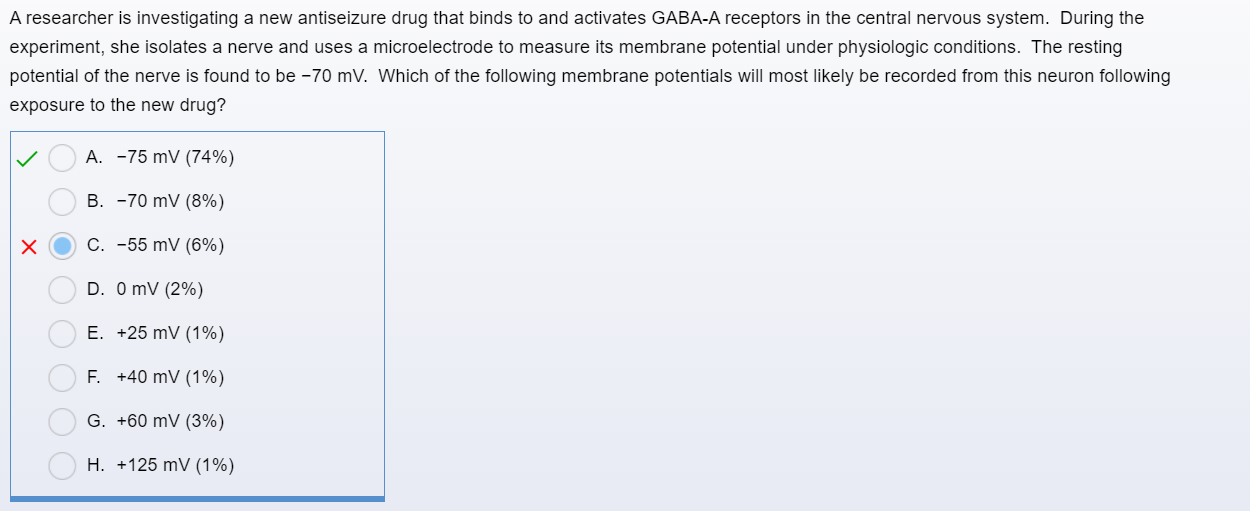 A researcher is investigating a new antiseizure drug that binds to and activates GABA-A receptors in the central nervous system.  During the
experiment, she isolates a nerve and uses a microelectrode to measure its membrane potential under physiologic conditions.  The resting
potential of the nerve is found to be −70 mV.  Which of the following membrane potentials will most likely be recorded from this neuron following
exposure to the new drug?
A. −75 mV (74%)
B. −70 mV (8%)
C. −55 mV (6%)
D. 0 mV (2%)
E. +25 mV (1%)
F. +40 mV (1%)
G. +60 mV (3%)
H. +125 mV (1%)